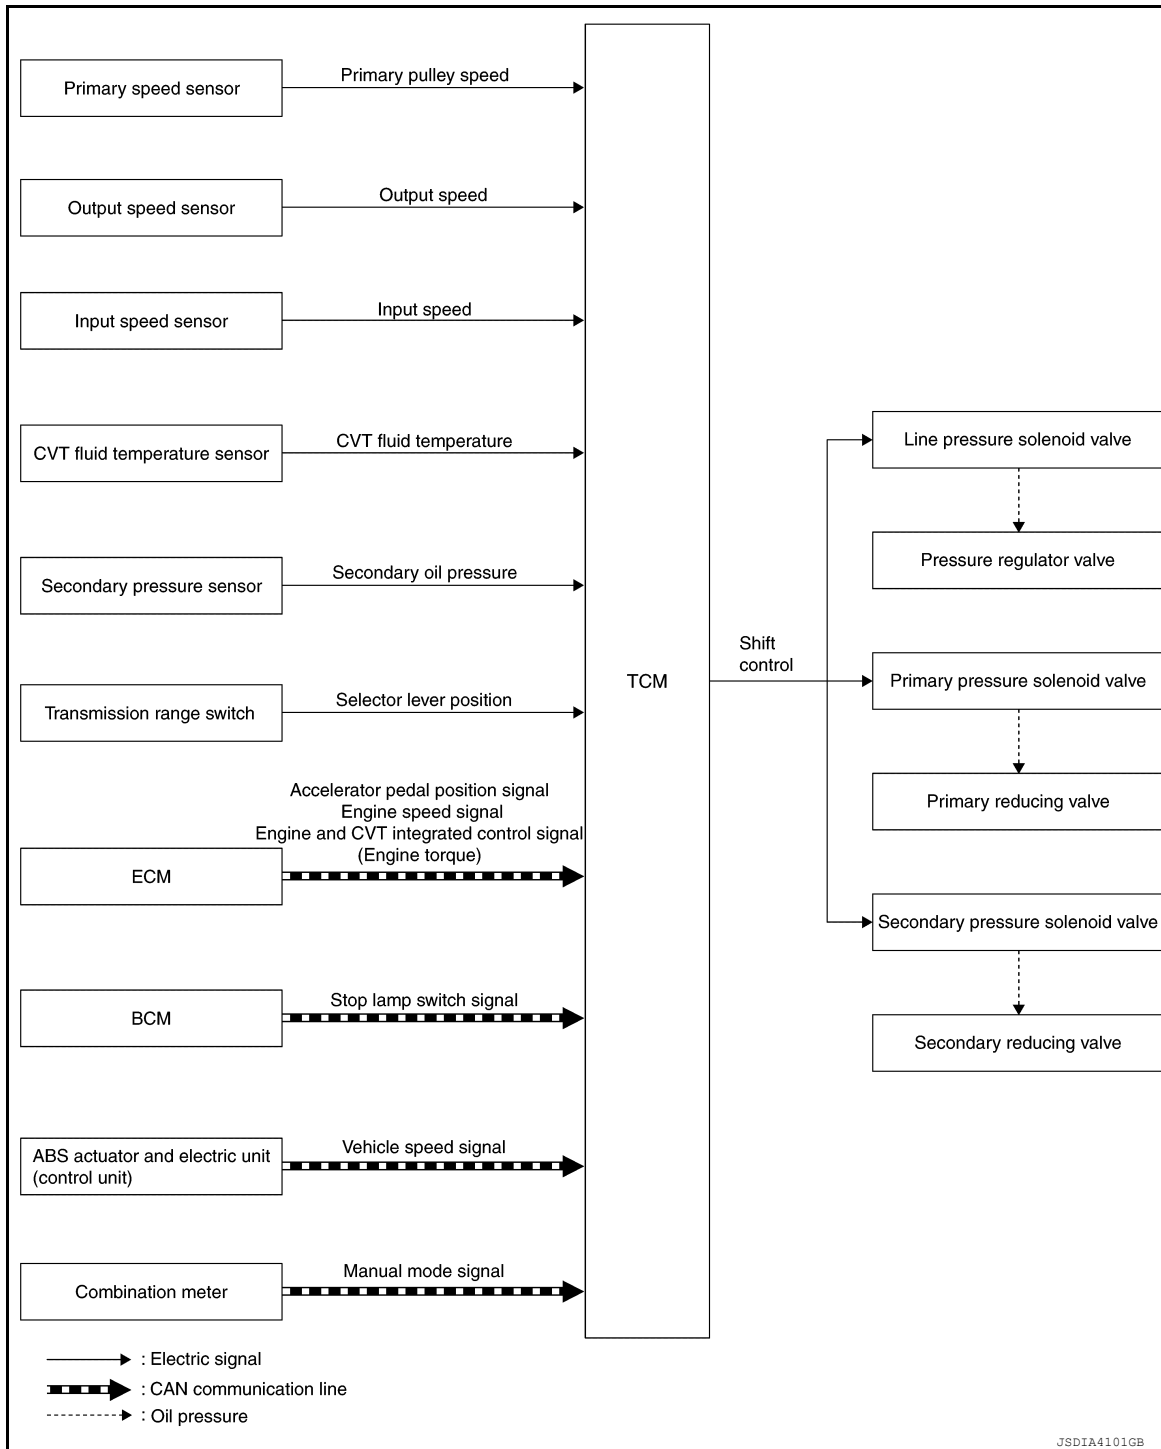 Primary speed sensor
Primary pulley speed
Output speed sensor
Output speed
Input speed sensor
Input speed
CVT fluid temperature sensor
CVT fluid temperature
Secondary pressure sensor
Secondary oil pressure
Transmission range switch
Selector lever position
ECM
Accelerator pedal position signal
Engine speed signal
Engine and CVT integrated control signal
(Engine torque)
BCM
Stop lamp switch signal
ABS actuator and electric unit
(control unit)
Vehicle speed signal
Combination meter
Manual mode signal
TCM
Shift
control
Line pressure solenoid valve
Pressure regulator valve
Primary pressure solenoid valve
Primary reducing valve
Secondary pressure solenoid valve
Secondary reducing valve
: Electric signal
: CAN communication line
: Oil pressure
JSDIA4101GB